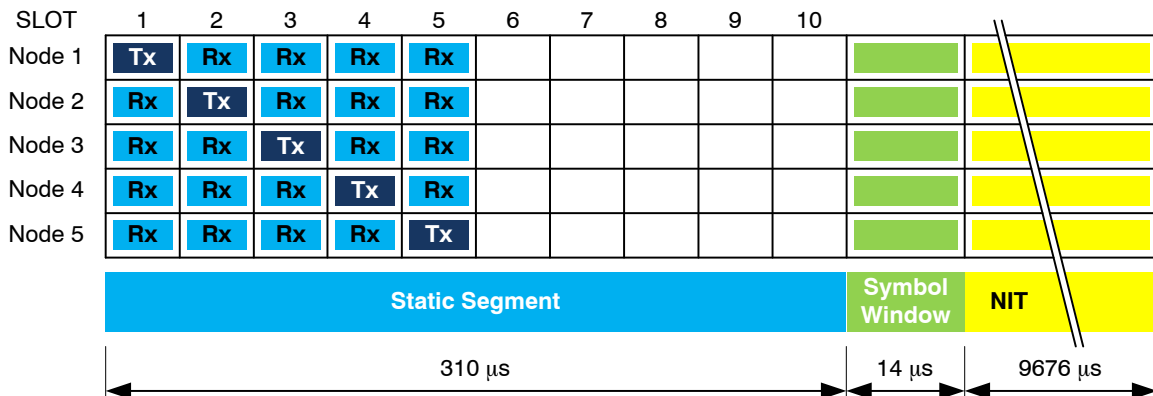 SLOT 1 2 3 4 5 6 7 8 9 10
Node 1 Tx Rx Rx Rx Rx
Node 2 Rx Tx Rx Rx Rx
Node 3 Rx Rx Tx Rx Rx
Node 4 Rx Rx Rx Tx Rx
Node 5 Rx Rx Rx Rx Tx
Static Segment
Symbol
Window
NIT
310 μs
14 μs
9676 μs